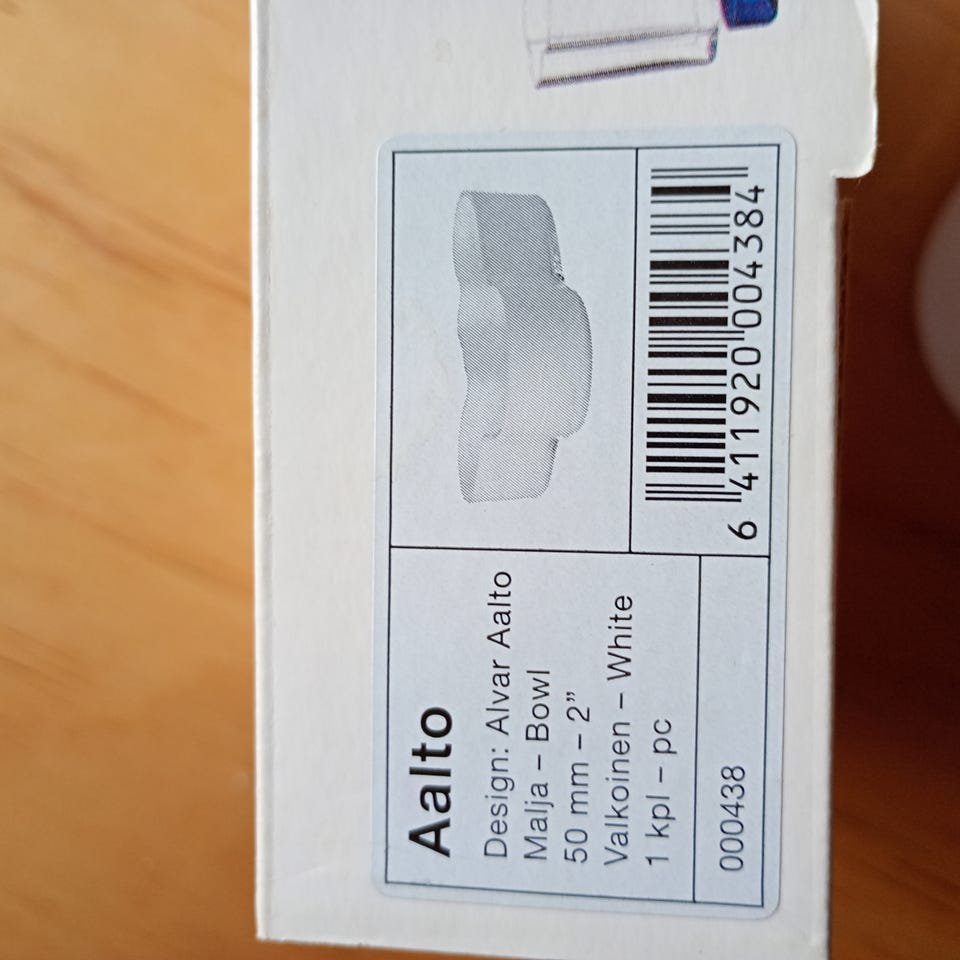 Aalto
Design: Alvar Aalto
Malja – Bowl
50 mm – 2”
Valkoinen – White
1 kpl – pc
000438
6 411920 004384